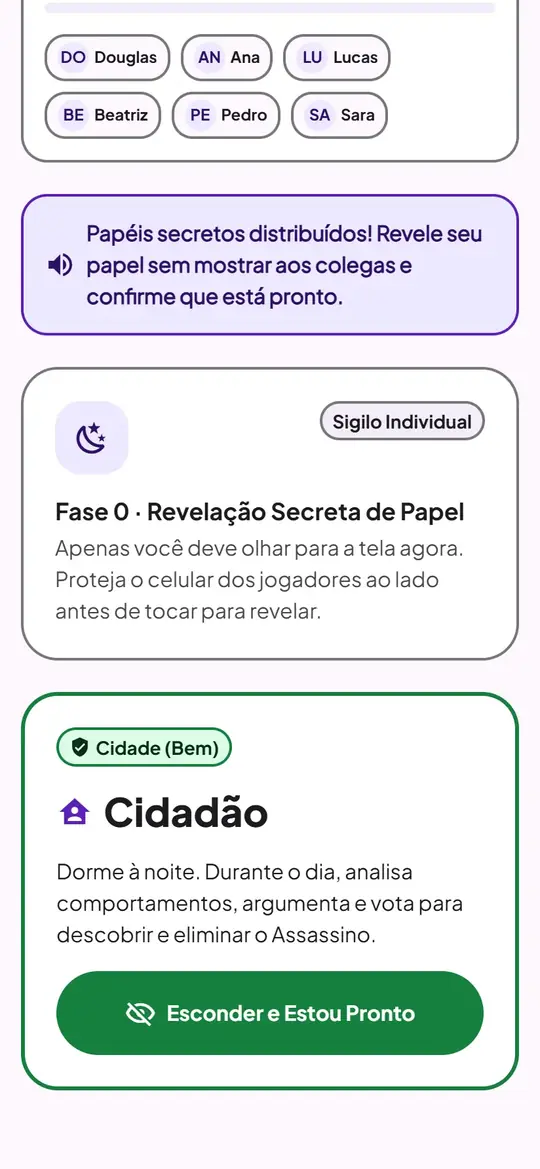 DO Douglas AN Ana LU Lucas
BE Beatriz PE Pedro SA Sara
Papéis secretos distribuídos! Revele seu
papel sem mostrar aos colegas e
confirme que está pronto.
Sigilo Individual
Fase 0 · Revelação Secreta de Papel
Apenas você deve olhar para a tela agora.
Proteja o celular dos jogadores ao lado
antes de tocar para revelar.
Cidade (Bem)
Cidadão
Dorme à noite. Durante o dia, analisa
comportamentos, argumenta e vota para
descobrir e eliminar o Assassino.
Esconder e Estou Pronto